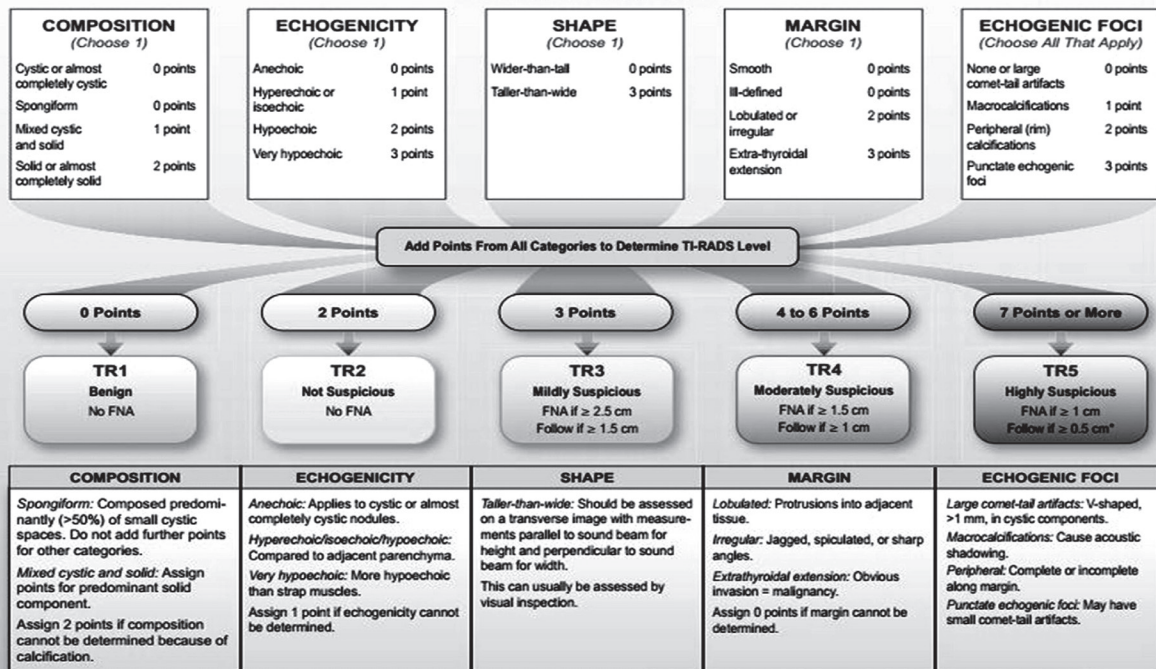 COMPOSITION
(Choose 1)
Cystic or almost 0 points
completely cystic
Spongiform 0 points
Mixed cystic 1 point
and solid
Solid or almost 2 points
completely solid
ECHOGENICITY
(Choose 1)
Anechoic 0 points
Hyperechoic or 1 point
isoechoic
Hypoechoic 2 points
Very hypoechoic 3 points
SHAPE
(Choose 1)
Wider-than-tall 0 points
Taller-than-wide 3 points
MARGIN
(Choose 1)
Smooth 0 points
Ill-defined 0 points
Lobulated or 2 points
irregular
Extra-thyroidal 3 points
extension
ECHOGENIC FOCI
(Choose All That Apply)
None or large 0 points
comet-tail artifacts
Macrocalcifications 1 point
Peripheral (rim) 2 points
calcifications
Punctate echogenic 3 points
foci
Add Points From All Categories to Determine TI-RADS Level
0 Points
TR1
Benign
No FNA
2 Points
TR2
Not Suspicious
No FNA
3 Points
TR3
Mildly Suspicious
FNA if ≥ 2.5 cm
Follow if ≥ 1.5 cm
4 to 6 Points
TR4
Moderately Suspicious
FNA if ≥ 1.5 cm
Follow if ≥ 1 cm
7 Points or More
TR5
Highly Suspicious
FNA if ≥ 1 cm
Follow if ≥ 0.5 cm*
COMPOSITION
Spongiform: Composed predomi-
nantly (>50%) of small cystic
spaces. Do not add further points
for other categories.
Mixed cystic and solid: Assign
points for predominant solid
component.
Assign 2 points if composition
cannot be determined because of
calcification.
ECHOGENICITY
Anechoic: Applies to cystic or almost
completely cystic nodules.
Hyperechoic/isoechoic/hypoechoic:
Compared to adjacent parenchyma.
Very hypoechoic: More hypoechoic
than strap muscles.
Assign 1 point if echogenicity cannot
be determined.
SHAPE
Taller-than-wide: Should be assessed
on a transverse image with measure-
ments parallel to sound beam for
height and perpendicular to sound
beam for width.
This can usually be assessed by
visual inspection.
MARGIN
Lobulated: Protrusions into adjacent
tissue.
Irregular: Jagged, spiculated, or sharp
angles.
Extrathyroidal extension: Obvious
invasion = malignancy.
Assign 0 points if margin cannot be
determined.
ECHOGENIC FOCI
Large comet-tail artifacts: V-shaped,
>1 mm, in cystic components.
Macrocalcifications: Cause acoustic
shadowing.
Peripheral: Complete or incomplete
along margin.
Punctate echogenic foci: May have
small comet-tail artifacts.